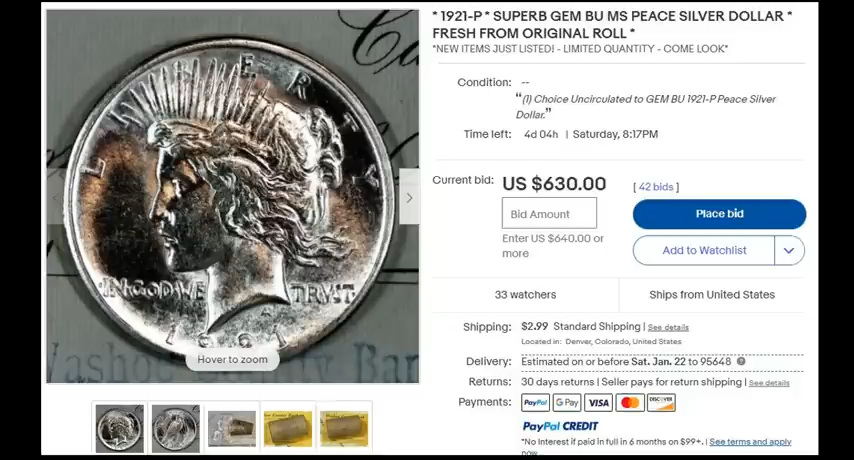 * 1921-P * SUPERB GEM BU MS PEACE SILVER DOLLAR *
FRESH FROM ORIGINAL ROLL *
*NEW ITEMS JUST LISTED! - LIMITED QUANTITY - COME LOOK*
Condition: --
“(1) Choice Uncirculated to GEM BU 1921-P Peace Silver
Dollar.”
Time left: 4d 04h | Saturday, 8:17PM
Current bid: US $630.00 [ 42 bids ]
Bid Amount
Place bid
Enter US $640.00 or
more
Add to Watchlist
33 watchers
Ships from United States
Shipping: $2.99 Standard Shipping | See details
Located in: Denver, Colorado, United States
Delivery: Estimated on or before Sat. Jan. 22 to 95648
Returns: 30 days returns | Seller pays for return shipping | See details
Payments: PayPal G Pay VISA MasterCard DISCOVER
PayPal CREDIT
*No Interest if paid in full in 6 months on $99+. | See terms and apply
now
L E R T Y
IN GOD WE TRVST
Hover to zoom